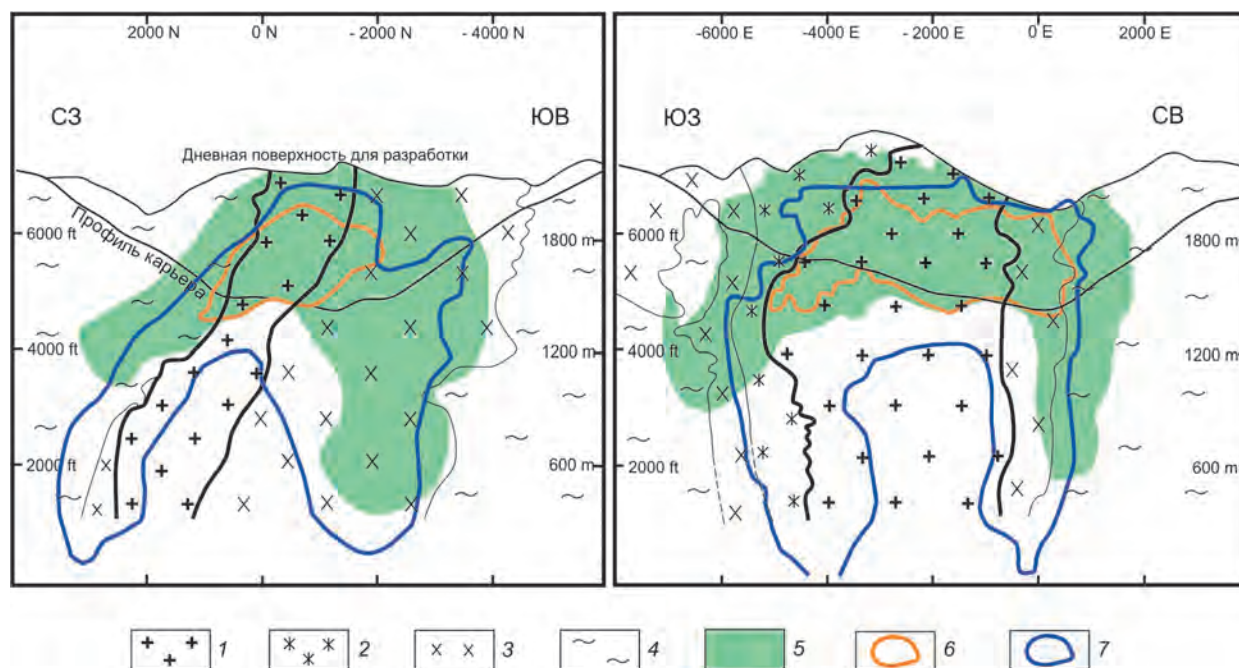 2000 N 0 N - 2000 N - 4000 N
-6000 E -4000 E -2000 E 0 E 2000 E
СЗ ЮВ
ЮЗ СВ
Дневная поверхность для разработки
Профиль карьера
6000 ft 1800 m
4000 ft 1200 m
2000 ft 600 m
6000 ft 1800 m
4000 ft 1200 m
2000 ft 600 m
1 2 3 4 5 6 7